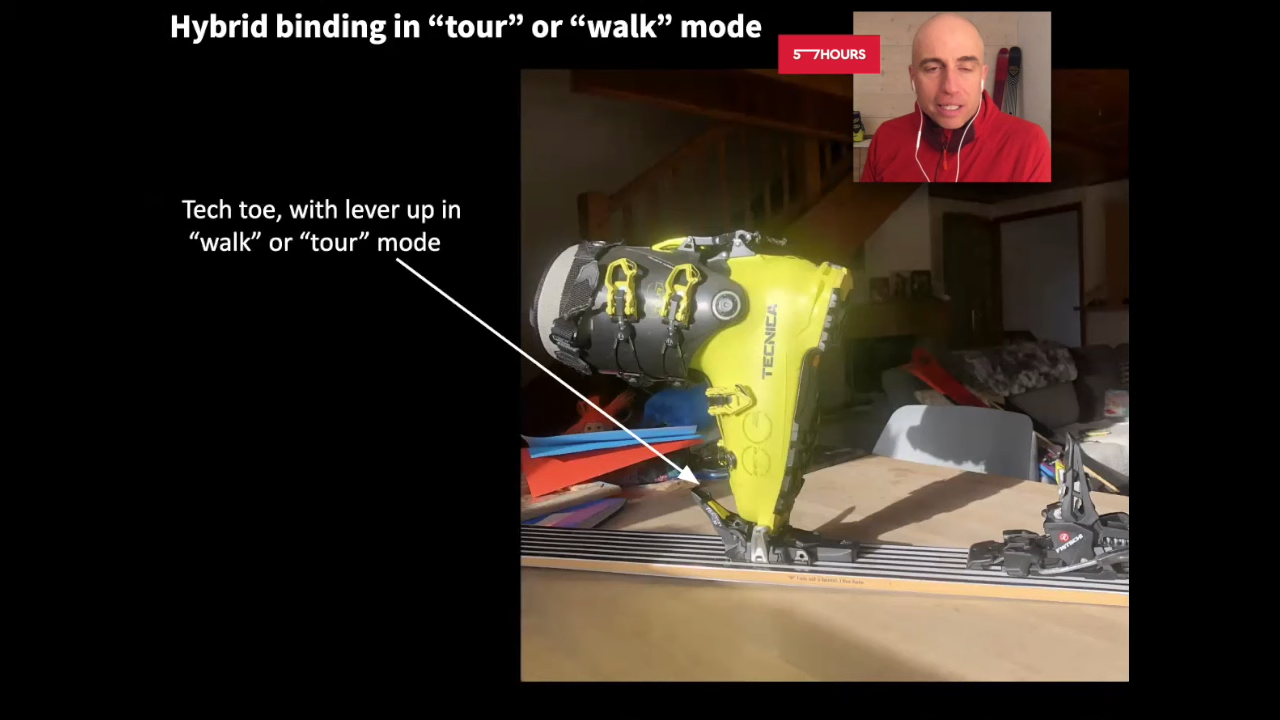 Hybrid binding in “tour” or “walk” mode
5 7HOURS
Tech toe, with lever up in
“walk” or “tour” mode
TECNICA
FRITSCHI